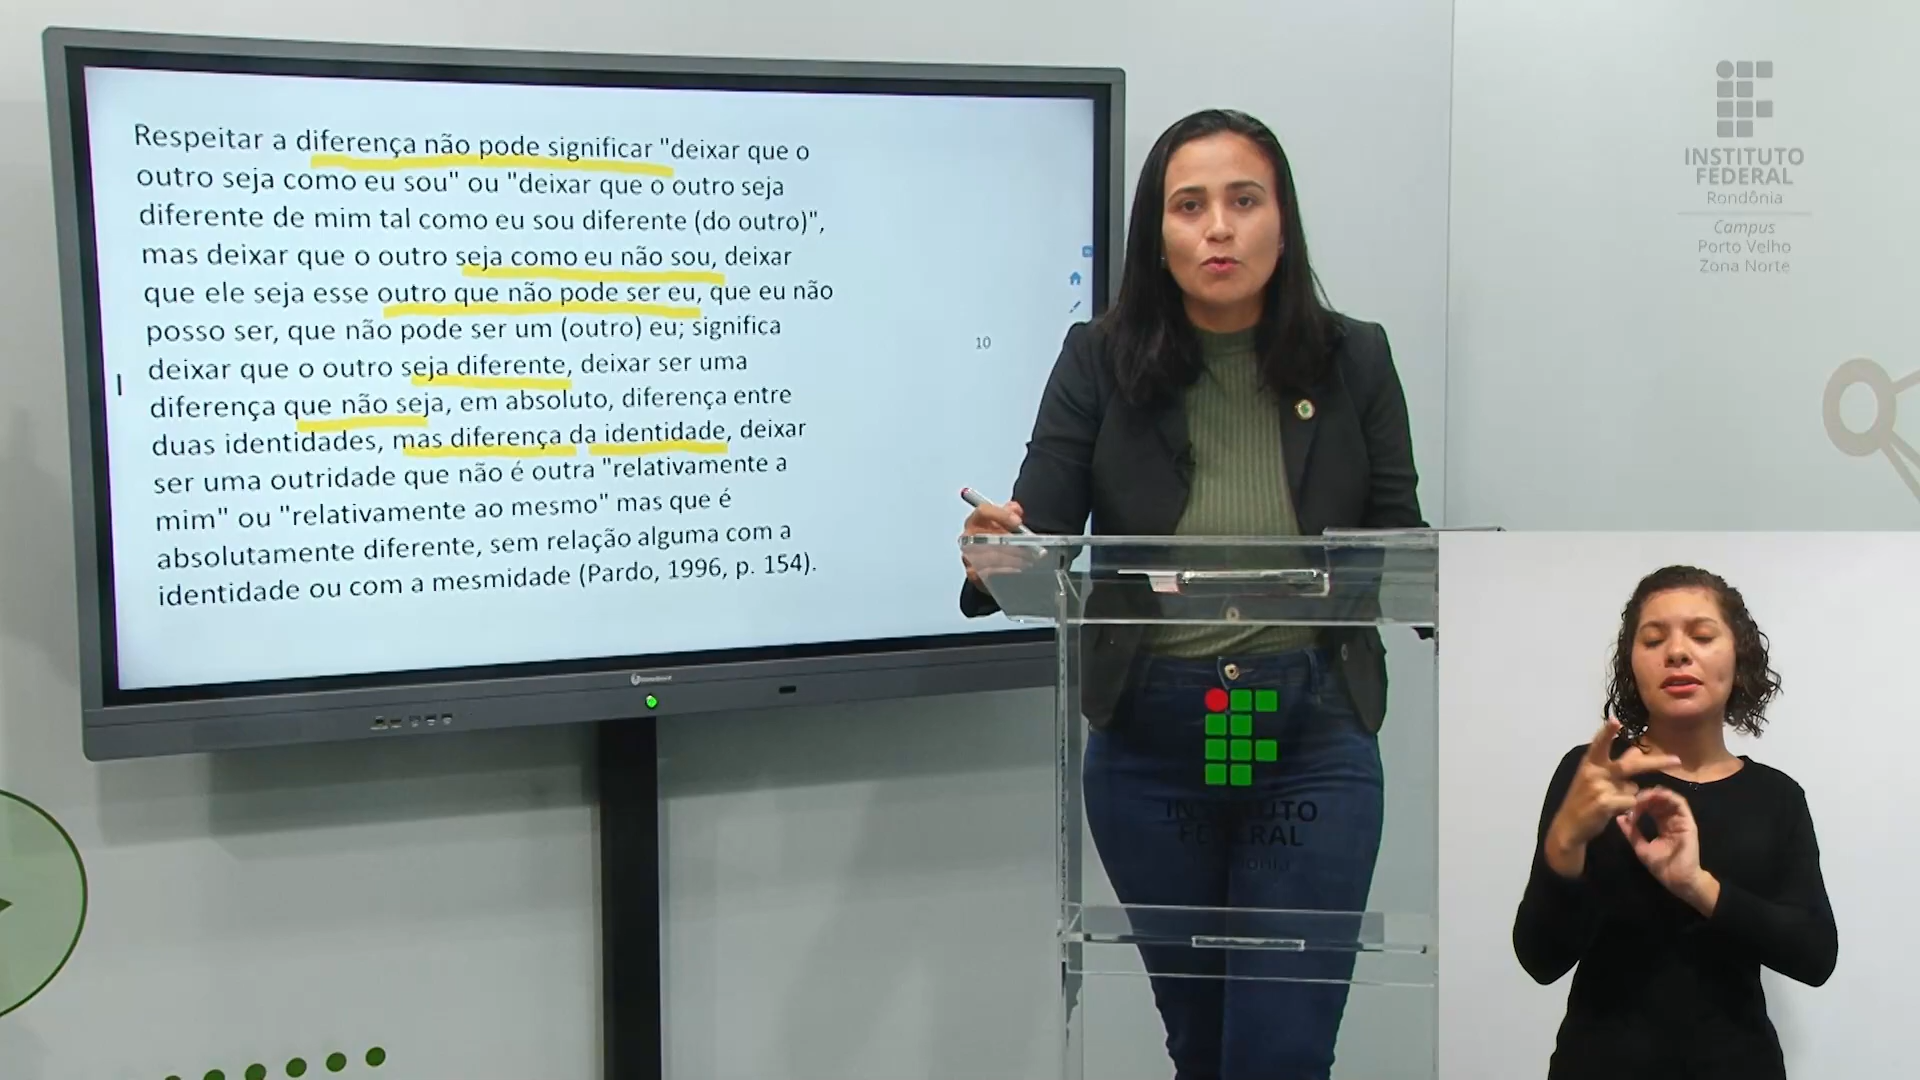 Respeitar a diferença não pode significar "deixar que o
outro seja como eu sou" ou "deixar que o outro seja
diferente de mim tal como eu sou diferente (do outro)",
mas deixar que o outro seja como eu não sou, deixar
que ele seja esse outro que não pode ser eu, que eu não
posso ser, que não pode ser um (outro) eu; significa
deixar que o outro seja diferente, deixar ser uma
diferença que não seja, em absoluto, diferença entre
duas identidades, mas diferença da identidade, deixar
ser uma outridade que não é outra "relativamente a
mim" ou "relativamente ao mesmo" mas que é
absolutamente diferente, sem relação alguma com a
identidade ou com a mesmidade (Pardo, 1996, p. 154).
10
INSTITUTO
FEDERAL
Rondônia
Campus
Porto Velho
Zona Norte
INSTITUTO
FEDERAL